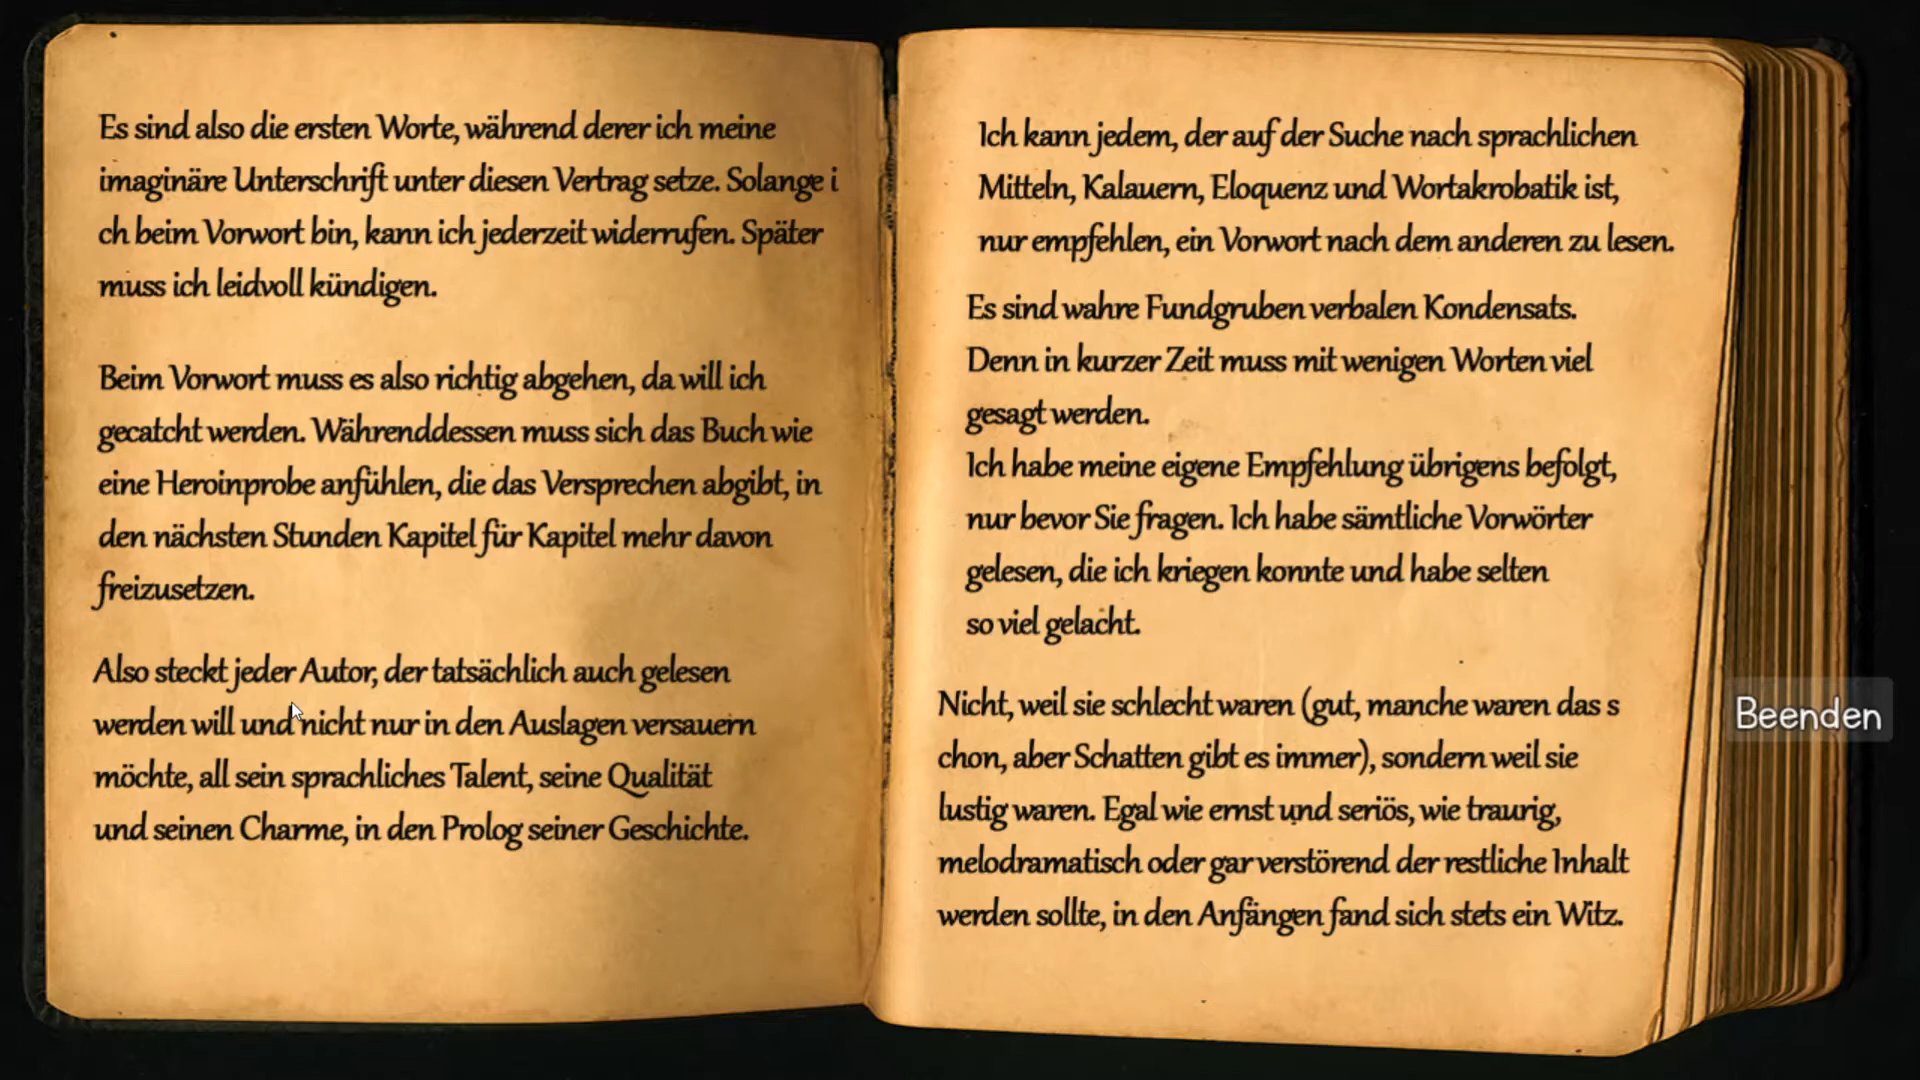 Es sind also die ersten Worte, während derer ich meine
imaginäre Unterschrift unter diesen Vertrag setze. Solange i
ch beim Vorwort bin, kann ich jederzeit widerrufen. Später
muss ich leidvoll kündigen.
Beim Vorwort muss es also richtig abgehen, da will ich
gecatcht werden. Währenddessen muss sich das Buch wie
eine Heroinprobe anfühlen, die das Versprechen abgibt, in
den nächsten Stunden Kapitel für Kapitel mehr davon
freizusetzen.
Also steckt jeder Autor, der tatsächlich auch gelesen
werden will und nicht nur in den Auslagen versauern
möchte, all sein sprachliches Talent, seine Qualität
und seinen Charme, in den Prolog seiner Geschichte.
Ich kann jedem, der auf der Suche nach sprachlichen
Mitteln, Kalauern, Eloquenz und Wortakrobatik ist,
nur empfehlen, ein Vorwort nach dem anderen zu lesen.
Es sind wahre Fundgruben verbalen Kondensats.
Denn in kurzer Zeit muss mit wenigen Worten viel
gesagt werden.
Ich habe meine eigene Empfehlung übrigens befolgt,
nur bevor Sie fragen. Ich habe sämtliche Vorwörter
gelesen, die ich kriegen konnte und habe selten
so viel gelacht.
Nicht, weil sie schlecht waren (gut, manche waren das s
chon, aber Schatten gibt es immer), sondern weil sie
lustig waren. Egal wie ernst und seriös, wie traurig,
melodramatisch oder gar verstörend der restliche Inhalt
werden sollte, in den Anfängen fand sich stets ein Witz.
Beenden